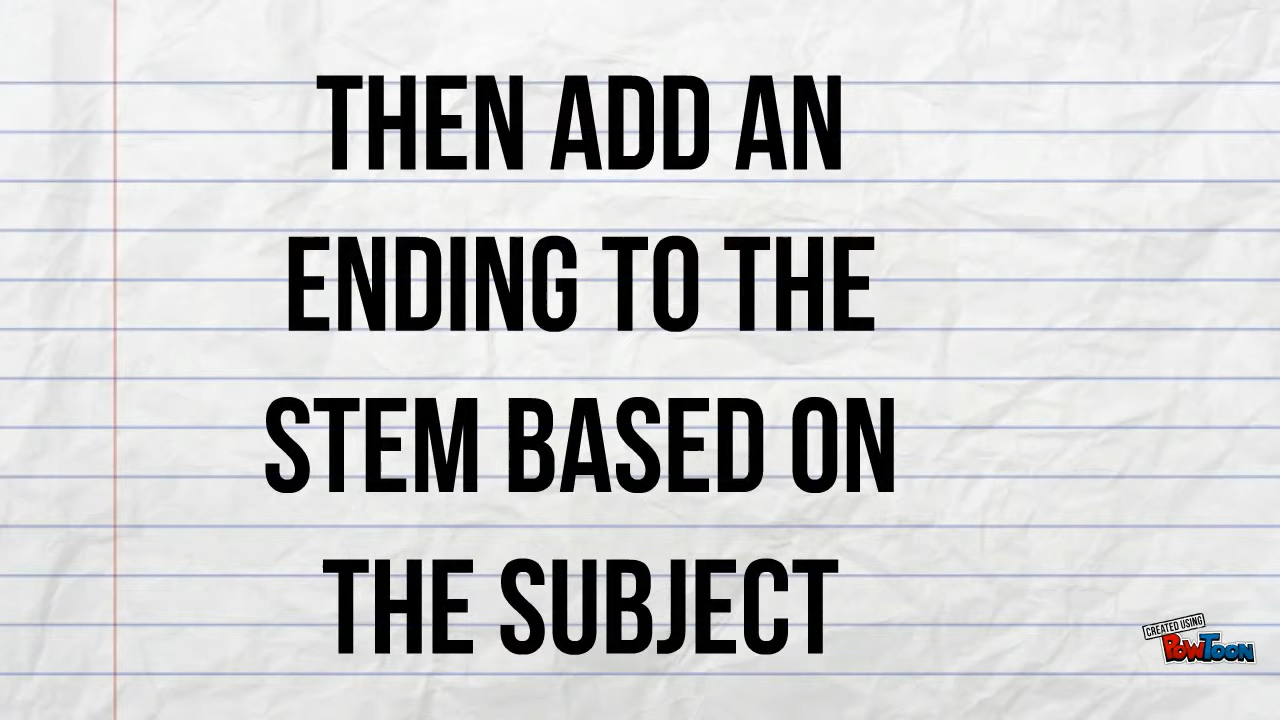 THEN ADD AN
ENDING TO THE
STEM BASED ON
THE SUBJECT
CREATED USING
PowToon